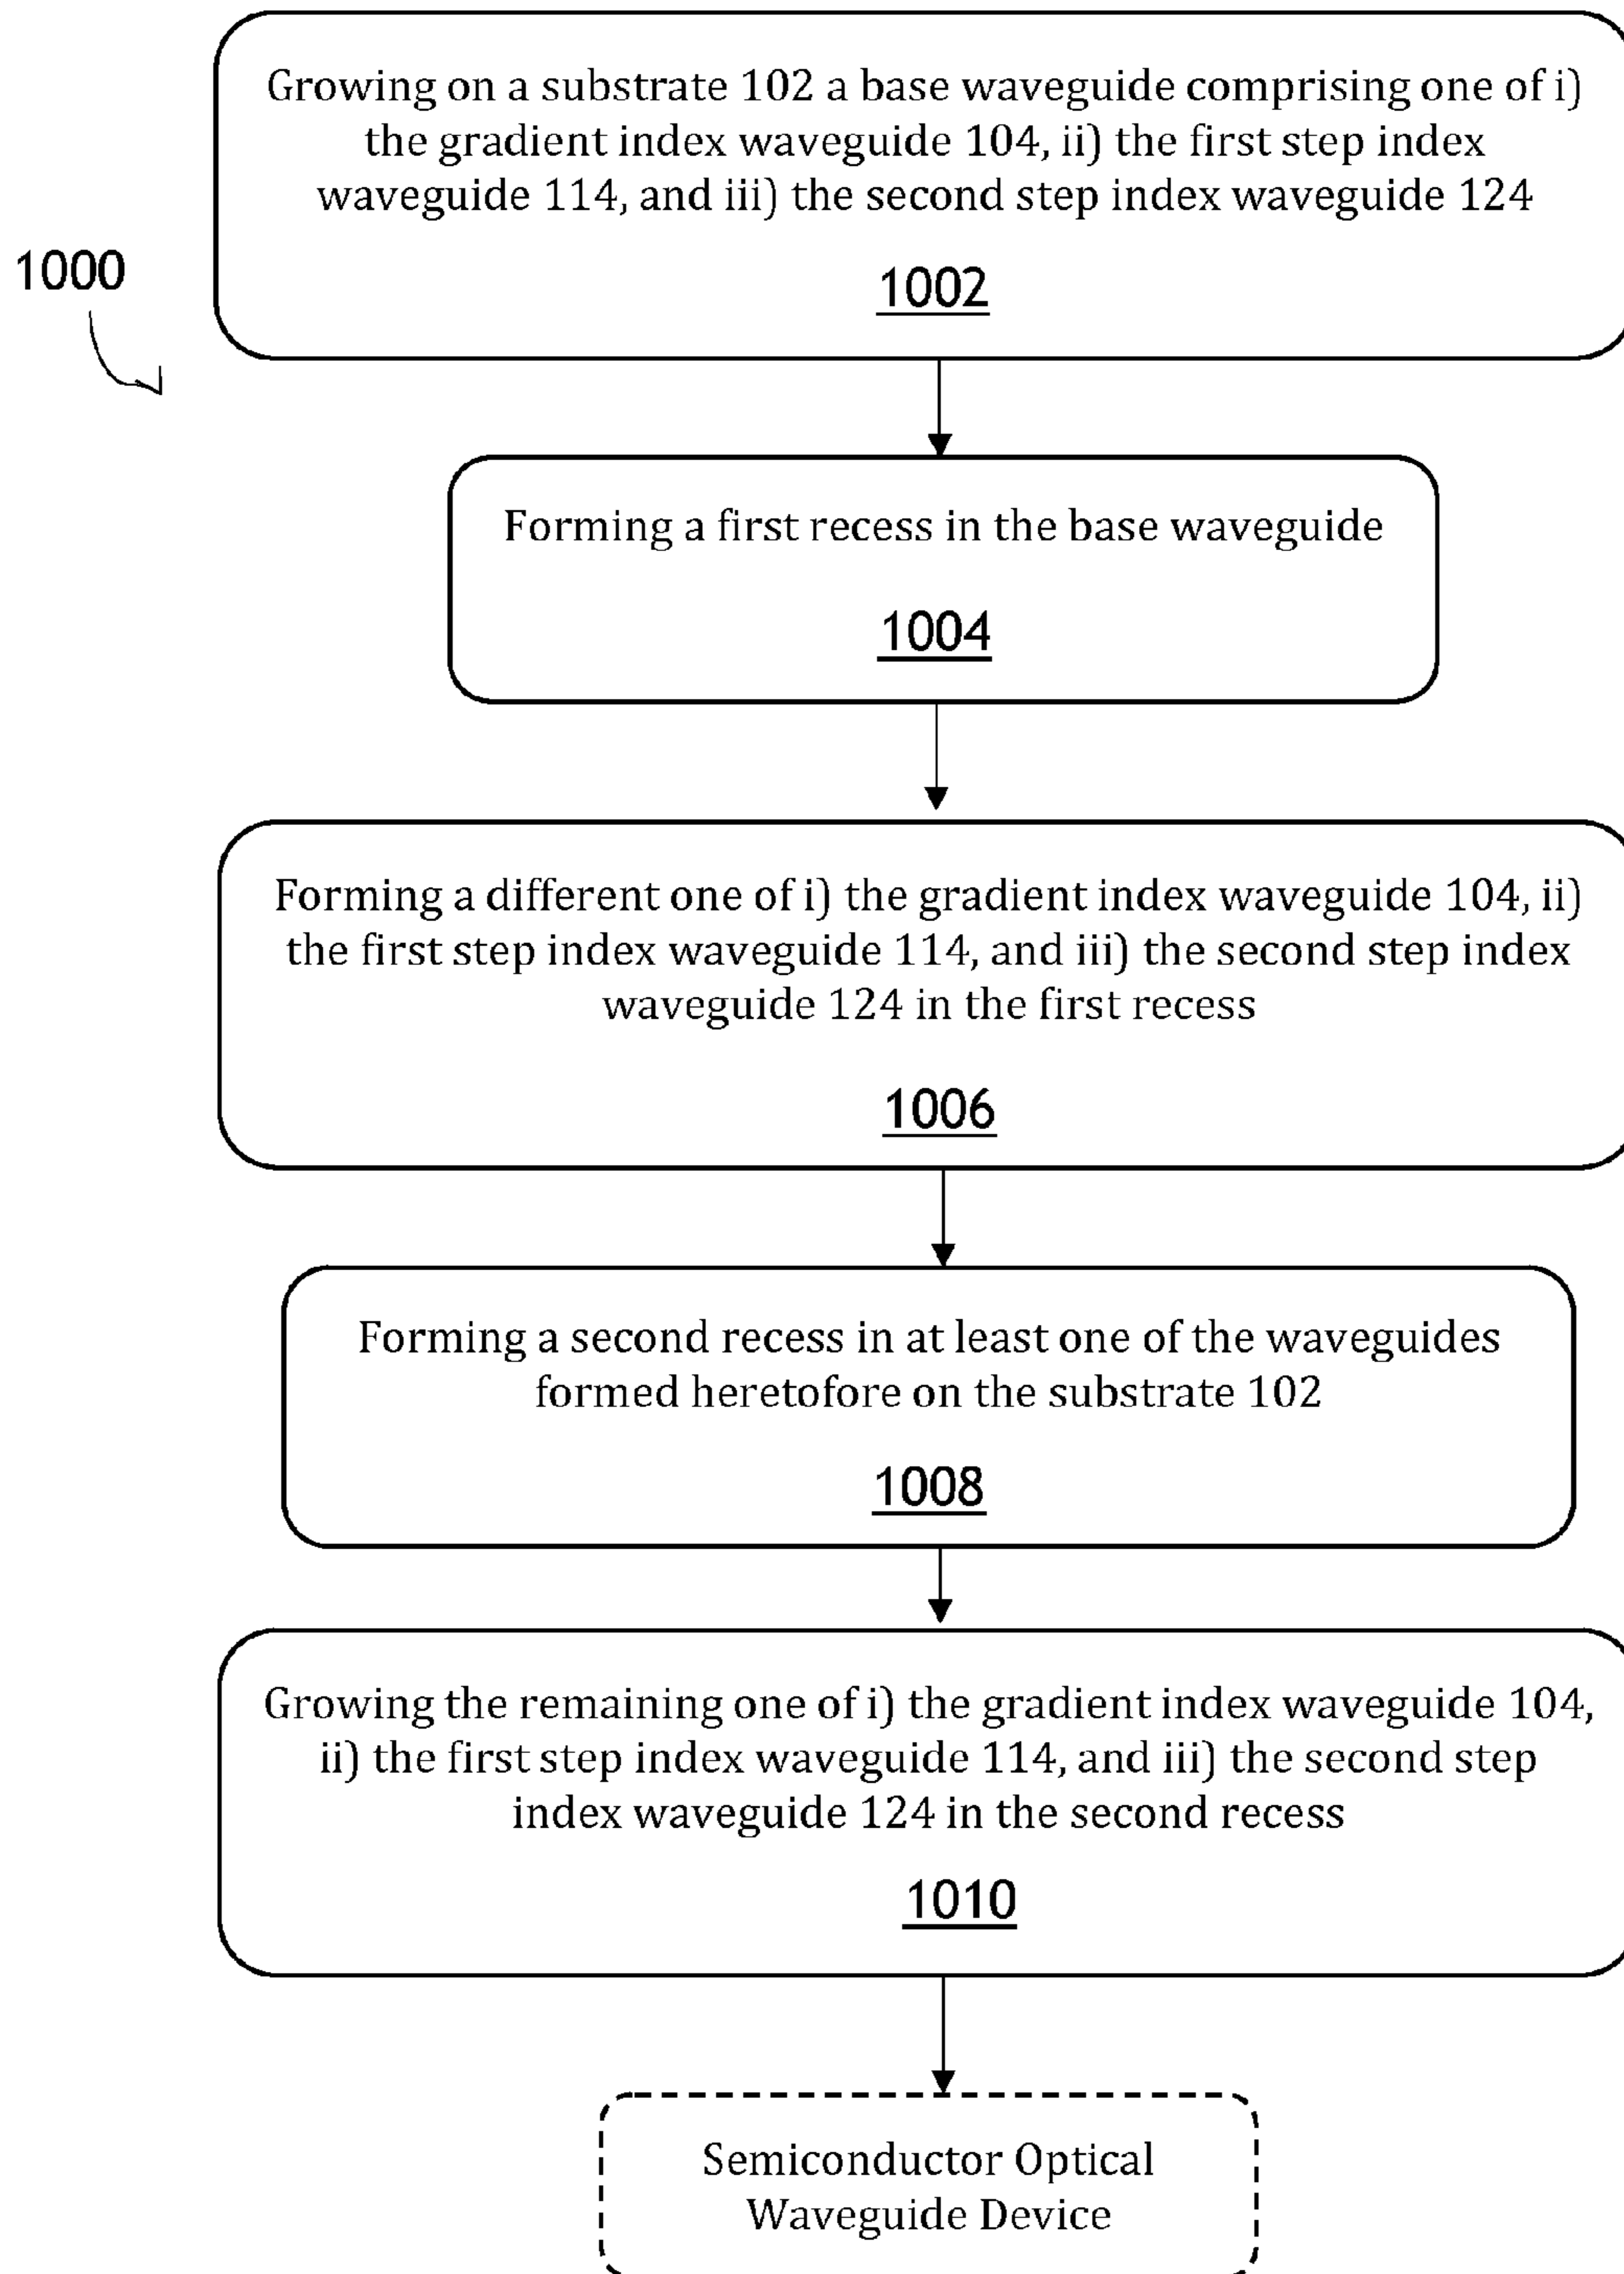 Growing on a substrate 102 a base waveguide comprising one of i)
the gradient index waveguide 104, ii) the first step index
waveguide 114, and iii) the second step index waveguide 124
1002
1000
Forming a first recess in the base waveguide
1004
Forming a different one of i) the gradient index waveguide 104, ii)
the first step index waveguide 114, and iii) the second step index
waveguide 124 in the first recess
1006
Forming a second recess in at least one of the waveguides
formed heretofore on the substrate 102
1008
Growing the remaining one of i) the gradient index waveguide 104,
ii) the first step index waveguide 114, and iii) the second step
index waveguide 124 in the second recess
1010
Semiconductor Optical
Waveguide Device